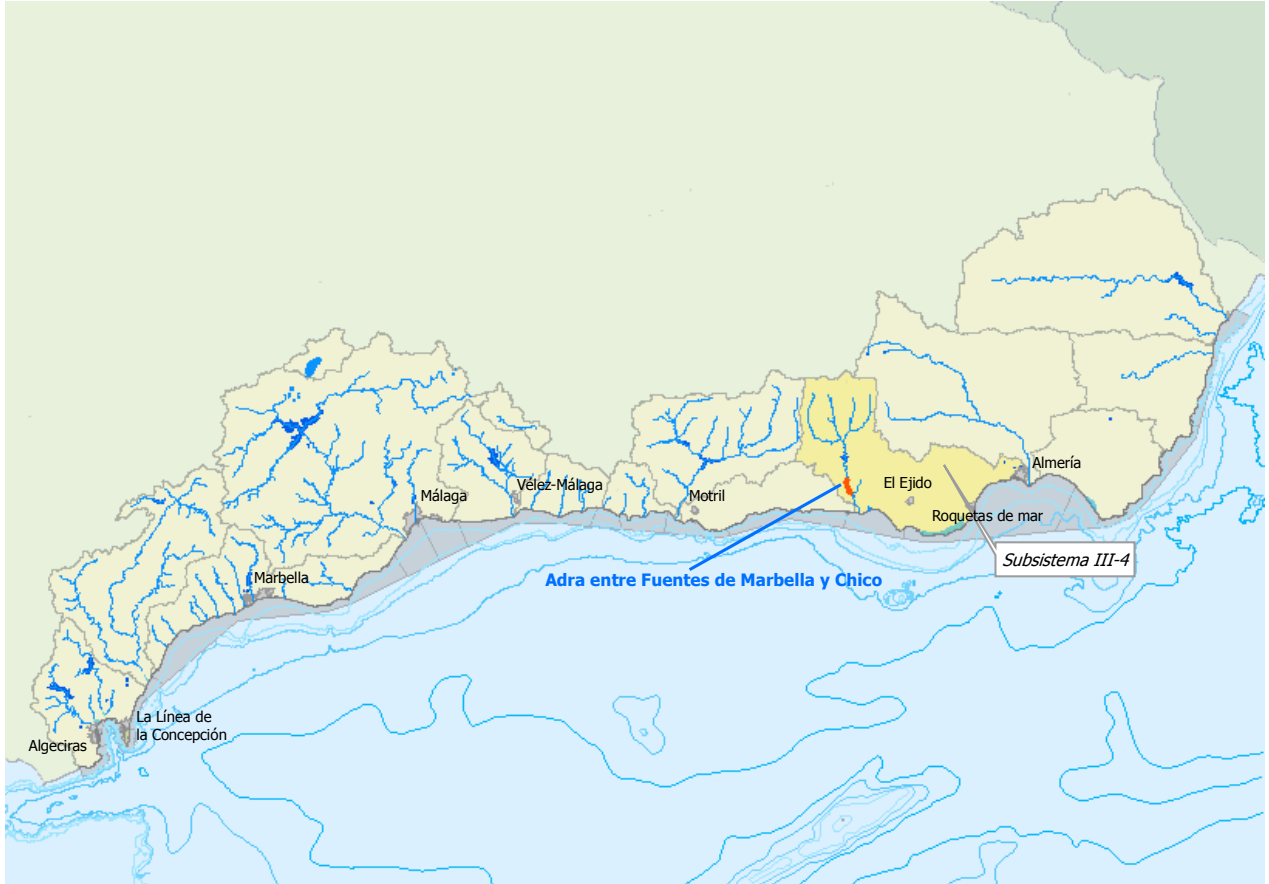 Almería
Vélez-Málaga
El Ejido
Málaga
Motril
Roquetas de mar
Subsistema III-4
Marbella
Adra entre Fuentes de Marbella y Chico
La Línea de
la Concepción
Algeciras